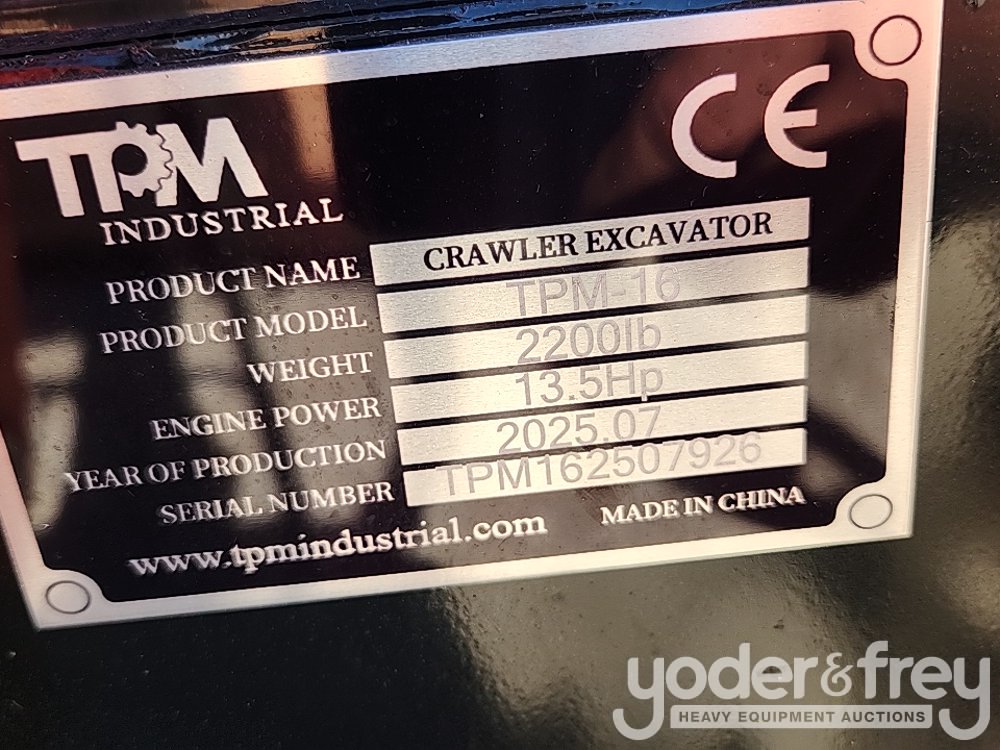 TPM
INDUSTRIAL
CE
PRODUCT NAME CRAWLER EXCAVATOR
PRODUCT MODEL TPM-16
WEIGHT 2200lb
ENGINE POWER 13.5Hp
YEAR OF PRODUCTION 2025.07
SERIAL NUMBER TPM162507926
www.tpmindustrial.com MADE IN CHINA
yoder&frey
HEAVY EQUIPMENT AUCTIONS